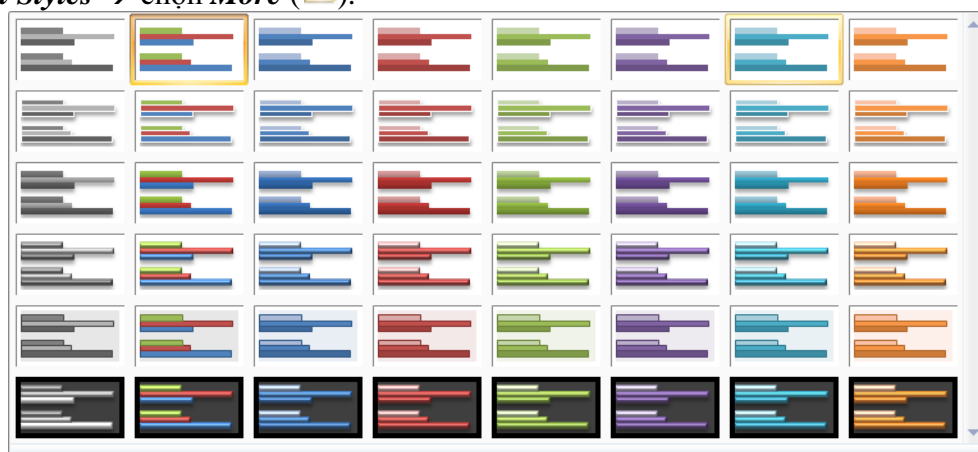 Styles → chọn More ( ).